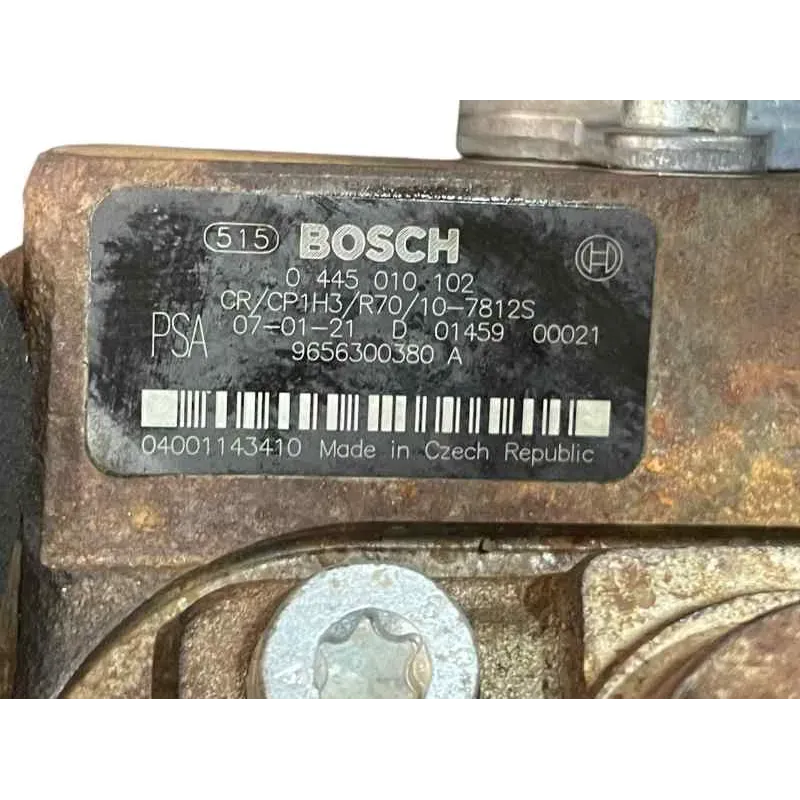 515 BOSCH
0 445 010 102
CR/CP1H3/R70/10-7812S
PSA 07-01-21 D 01459 00021
9656300380 A
04001143410 Made in Czech Republic